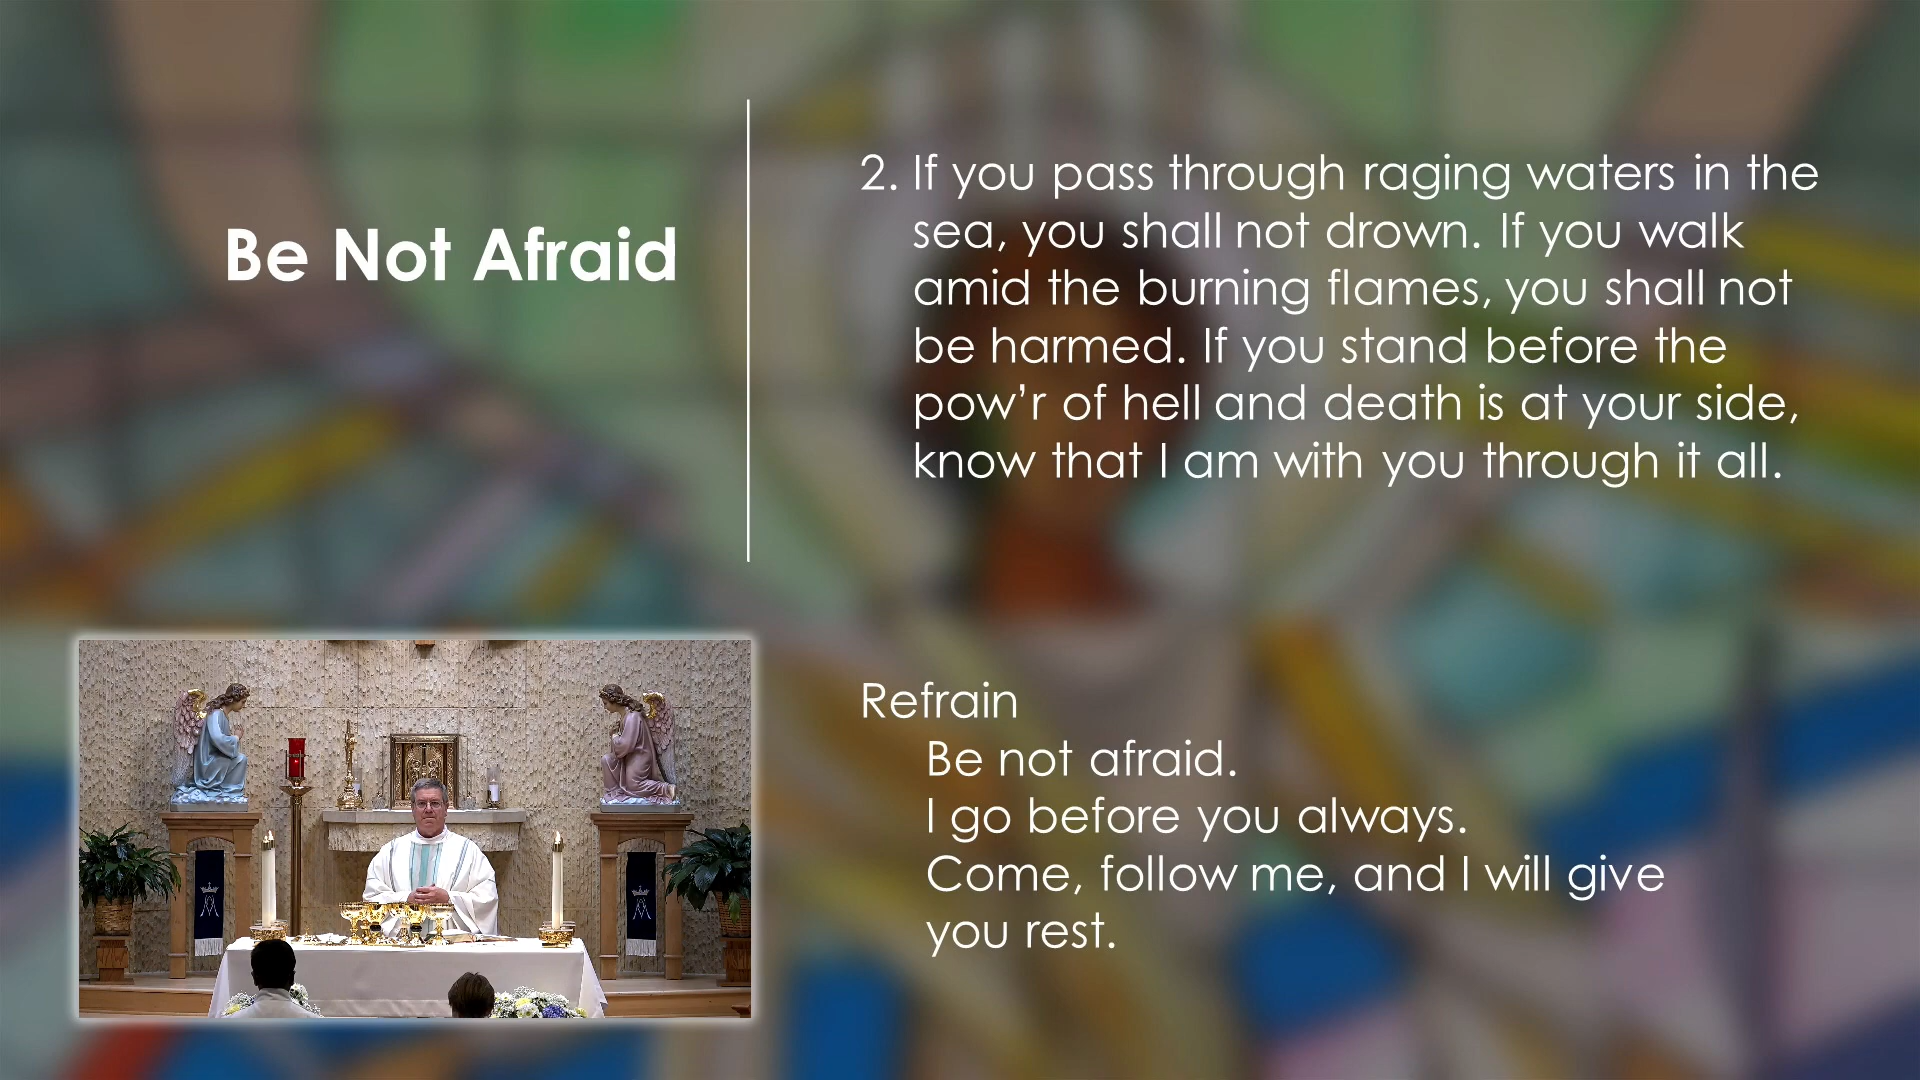 Be Not Afraid
2. If you pass through raging waters in the
sea, you shall not drown. If you walk
amid the burning flames, you shall not
be harmed. If you stand before the
pow’r of hell and death is at your side,
know that I am with you through it all.
Refrain
Be not afraid.
I go before you always.
Come, follow me, and I will give
you rest.